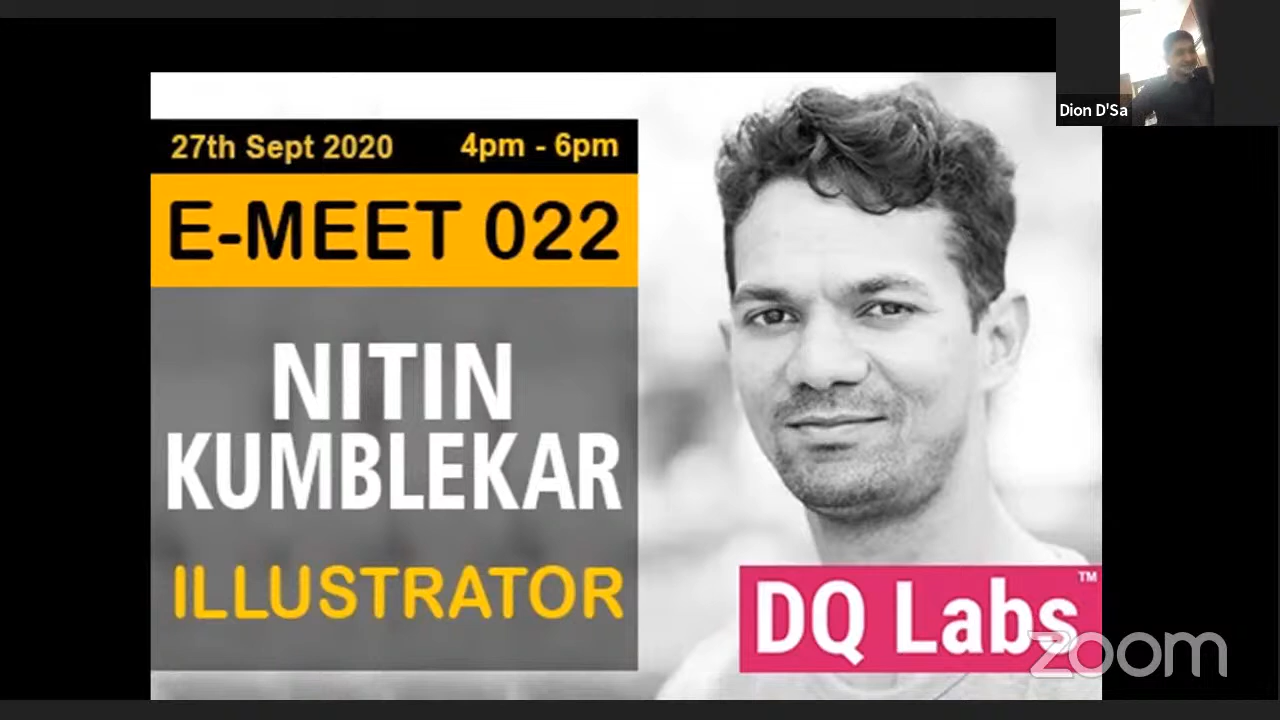 27th Sept 2020 4pm - 6pm
E-MEET 022
NITIN
KUMBLEKAR
ILLUSTRATOR
DQ Labs™
zoom
Dion D'Sa